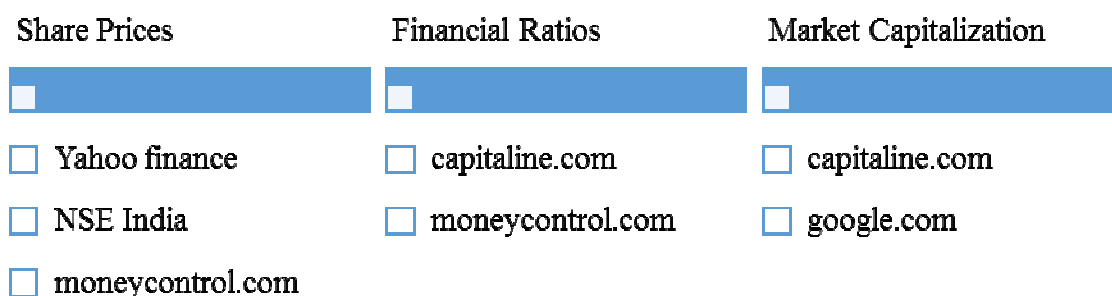 Share Prices
Yahoo finance
NSE India
moneycontrol.com
Financial Ratios
capitaline.com
moneycontrol.com
Market Capitalization
capitaline.com
google.com